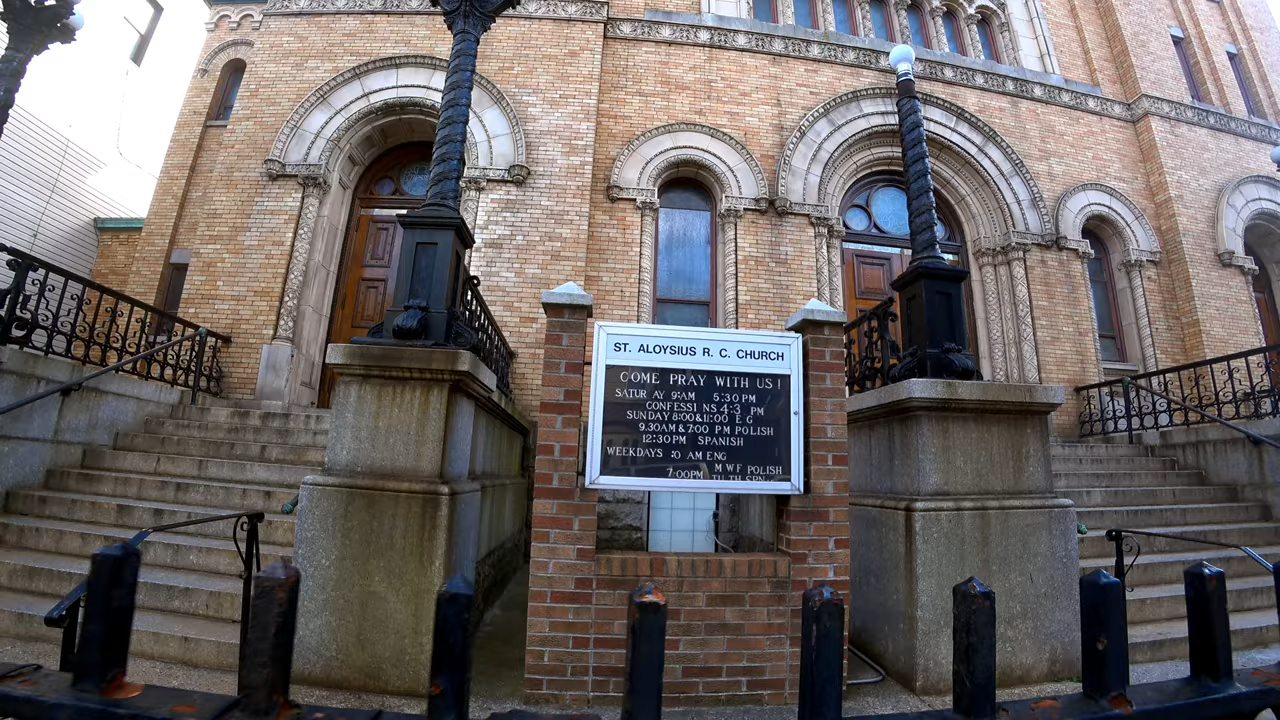 ST. ALOYSIUS R. C. CHURCH
COME PRAY WITH US!
SATUR AY 9:AM 5:30PM
CONFESSI NS 4:3 PM
SUNDAY 8:00&11:00 E G
9.30AM&7:00 PM POLISH
12:30PM SPANISH
WEEKDAYS :0 AM ENG
7:00PM M W F POLISH
TU TH SPN